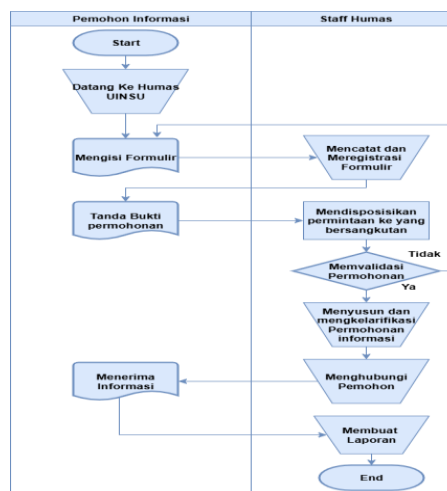 Pemohon Informasi
Staff Humas
Start
Datang Ke Humas
UINSU
Mengisi Formulir
Mencatat dan
Meregistrasi
Formulir
Tanda Bukti
permohonan
Mendisposisikan
permintaan ke yang
bersangkutan
Tidak
Memvalidasi
Permohonan
Ya
Menyusun dan
mengkelarifikasi
Permohonan
informasi
Menghubungi
Pemohon
Menerima
Informasi
Membuat
Laporan
End